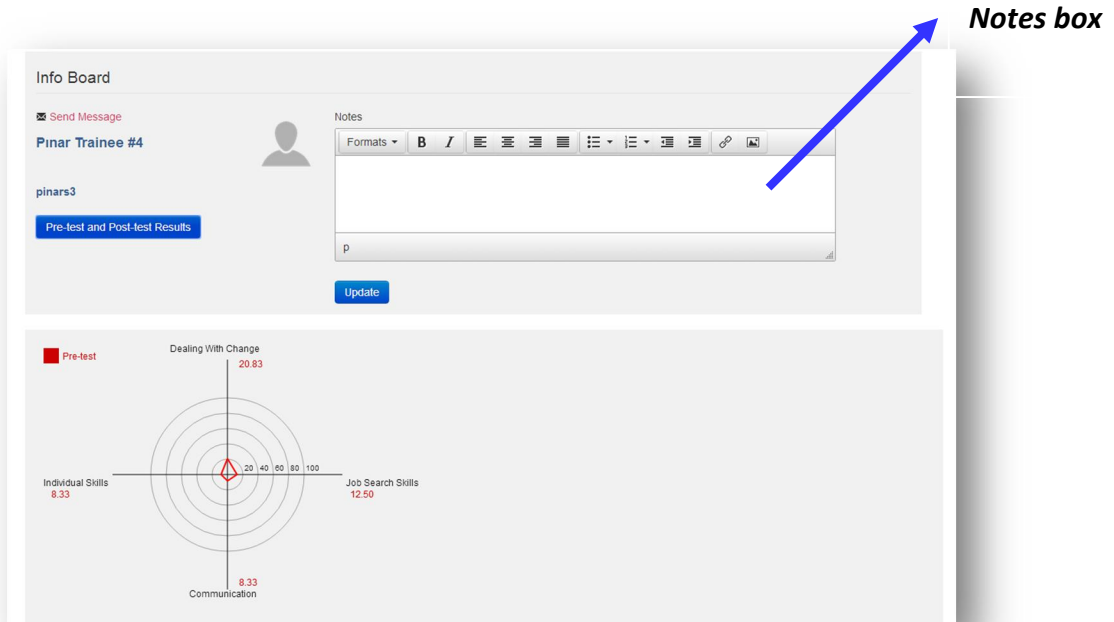 Notes box
Info Board
Send Message
Pınar Trainee #4
pinars3
Pre-test and Post-test Results
Notes
Formats B I
p
Update
Pre-test
Dealing With Change
20.83
20 40 60 80 100
Individual Skills
8.33
Job Search Skills
12.50
8.33
Communication